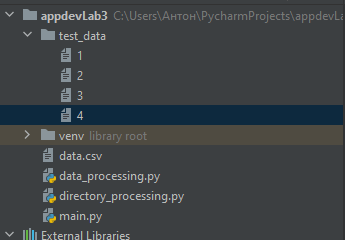 appdevLab3 C:\Users\Антон\PycharmProjects\appdevL
test_data
1
2
3
4
venv library root
data.csv
data_processing.py
directory_processing.py
main.py
External Libraries